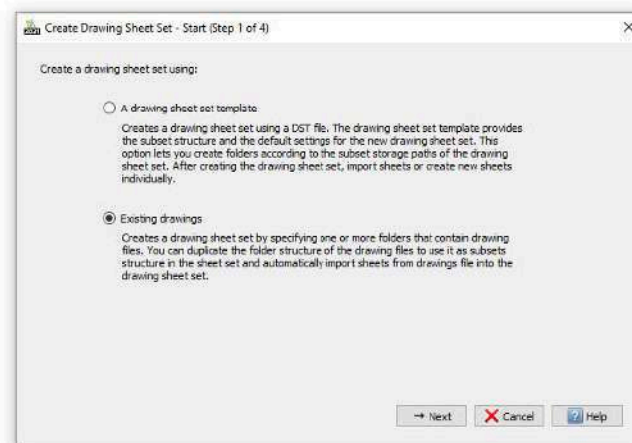 Create Drawing Sheet Set - Start (Step 1 of 4)
Create a drawing sheet set using:
A drawing sheet set template
Creates a drawing sheet set using a DST file. The drawing sheet set template provides
the subset structure and the default settings for the new drawing sheet set. This
option lets you create folders according to the subset storage paths of the drawing
sheet set. After creating the drawing sheet set, import sheets or create new sheets
individually.
Existing drawings
Creates a drawing sheet set by specifying one or more folders that contain drawing
files. You can duplicate the folder structure of the drawing files to use it as subsets
structure in the sheet set and automatically import sheets from drawings file into the
drawing sheet set.
Next
Cancel
Help